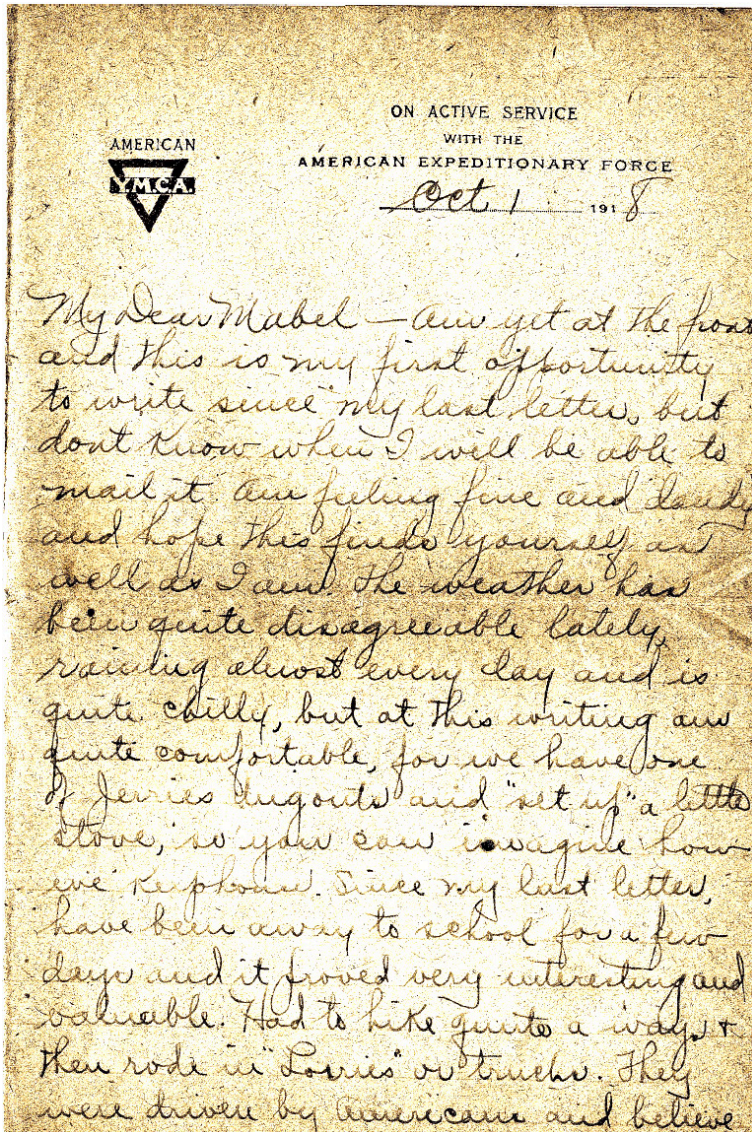 ON ACTIVE SERVICE
WITH THE
AMERICAN EXPEDITIONARY FORCE
AMERICAN
Y.M.C.A.
Oct 1 1918
My Dear Mabel — Am yet at the front
and this is my first opportunity
to write since my last letter, but
dont know when I will be able to
mail it. Am feeling fine and dandy
and hope this finds yourself as
well as I am. The weather has
been quite disagreeable lately,
raining almost every day and is
quite chilly, but at this writing am
quite comfortable, for we have one
of Jerries dugouts and "set up" a little
stove, so you can imagine how
we keephouse. Since my last letter,
have been away to school for a few
days and it proved very interesting and
valuable. Had to hike quite a ways &
then rode in "Lorries" or trucks. They
were driven by Americans and believe